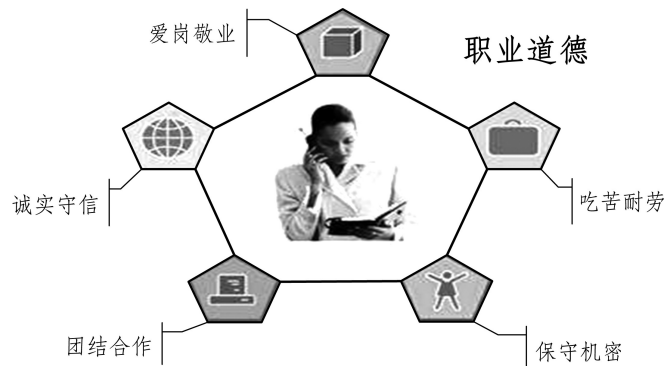 爱岗敬业
职业道德
诚实守信
吃苦耐劳
团结合作
保守机密